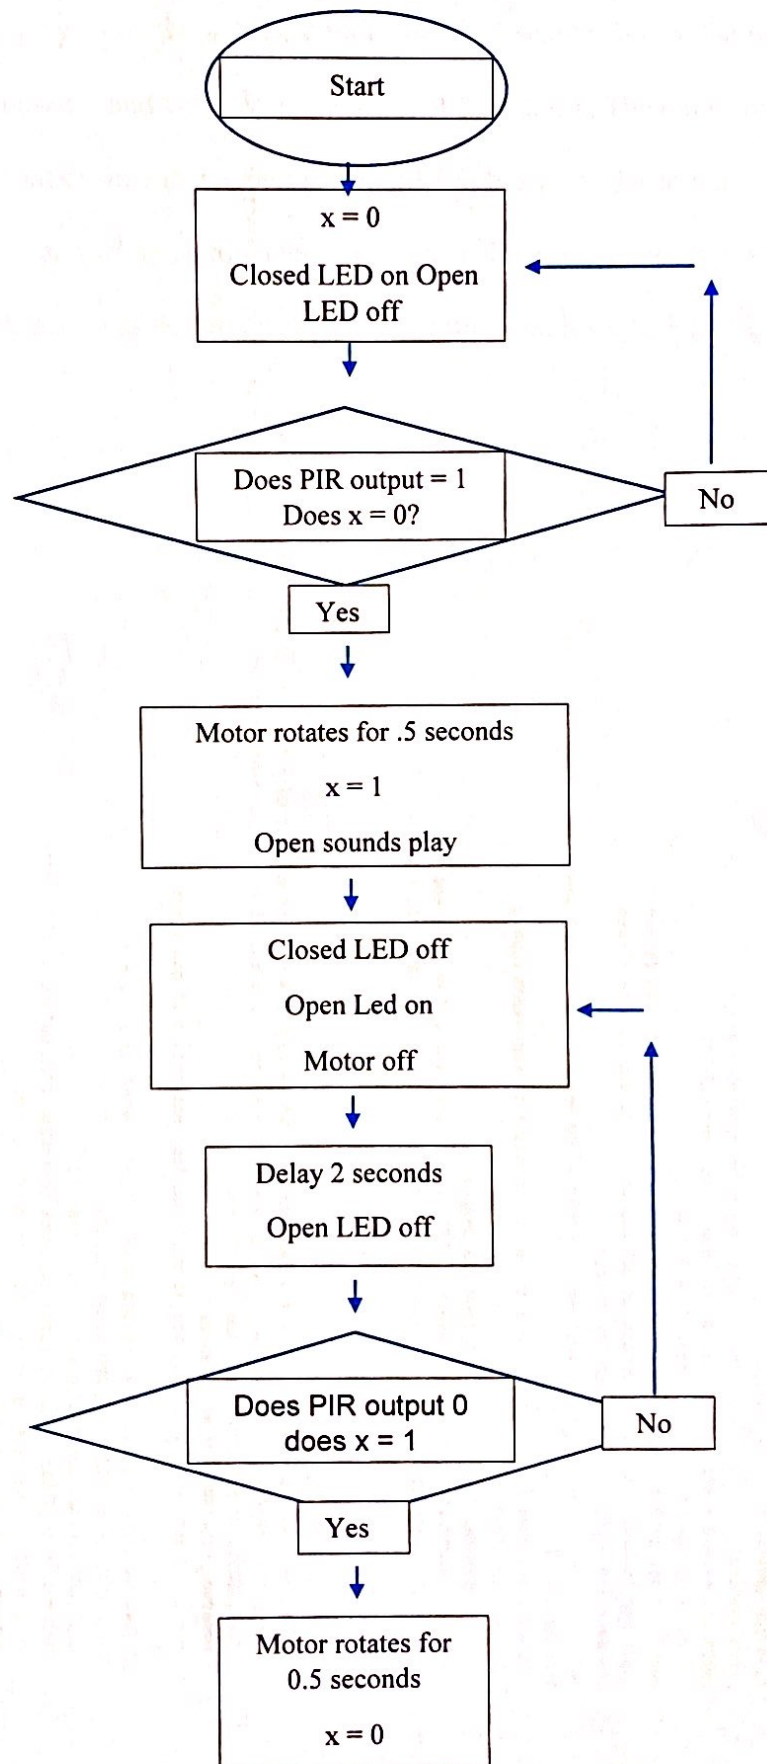 Start
x = 0
Closed LED on Open
LED off
Does PIR output = 1
Does x = 0?
No
Yes
Motor rotates for .5 seconds
x = 1
Open sounds play
Closed LED off
Open Led on
Motor off
Delay 2 seconds
Open LED off
Does PIR output 0
does x = 1
No
Yes
Motor rotates for
0.5 seconds
x = 0